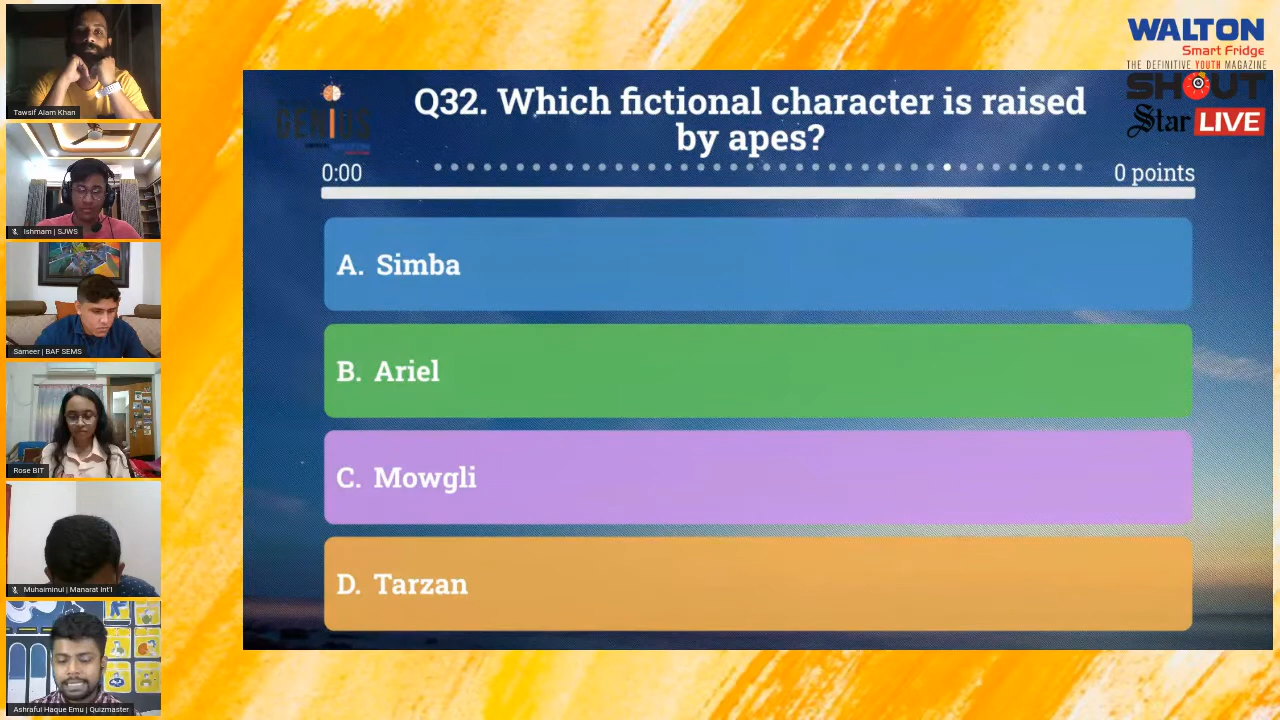 Tawsif Alam Khan
Ishmam | SJWS
Sameer | BAF SEMS
Rose BIT
Muhaiminul | Manarat Int'l
Ashraful Haque Emu | Quizmaster
GENIUS
Q32. Which fictional character is raised
by apes?
0:00
0 points
A. Simba
B. Ariel
C. Mowgli
D. Tarzan
WALTON
Smart Fridge
THE DEFINITIVE YOUTH MAGAZINE
SHOUT
Star LIVE